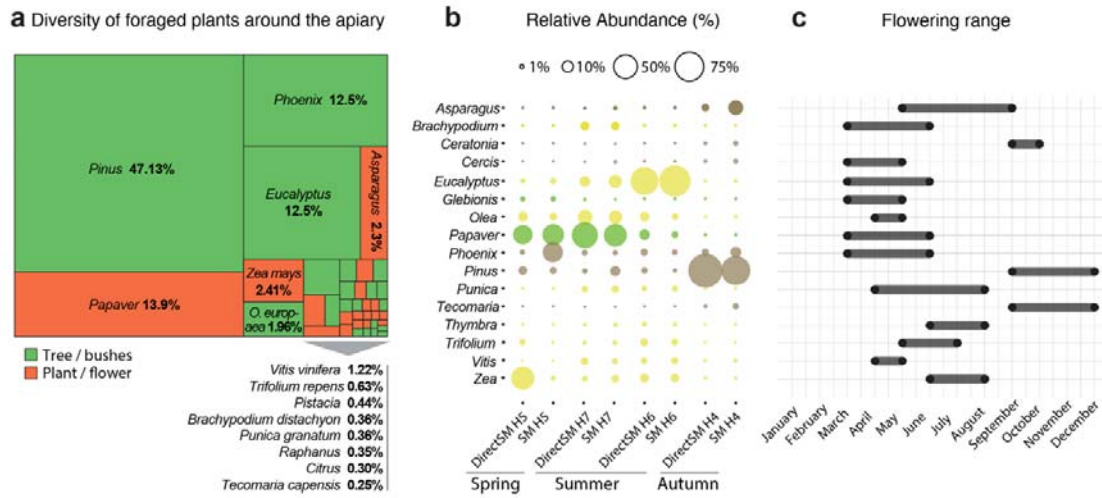 a Diversity of foraged plants around the apiary
Pinus 47.13%
Phoenix 12.5%
Eucalyptus
12.5%
Asparagus
2.3%
Papaver 13.9%
Zea mays
2.41%
O. europ-
aea 1.96%
Tree / bushes
Plant / flower
Vitis vinifera 1.22%
Trifolium repens 0.63%
Pistacia 0.44%
Brachypodium distachyon 0.36%
Punica granatum 0.36%
Raphanus 0.35%
Citrus 0.30%
Tecomaria capensis 0.25%
b Relative Abundance (%)
1% 10% 50% 75%
Asparagus
Brachypodium
Ceratonia
Cercis
Eucalyptus
Glebionis
Olea
Papaver
Phoenix
Pinus
Punica
Tecomaria
Thymbra
Trifolium
Vitis
Zea
DirectSM H5
SM H5
DirectSM H7
SM H7
DirectSM H6
SM H6
DirectSM H4
SM H4
Spring Summer Autumn
c Flowering range
January
February
March
April
May
June
July
August
September
October
November
December